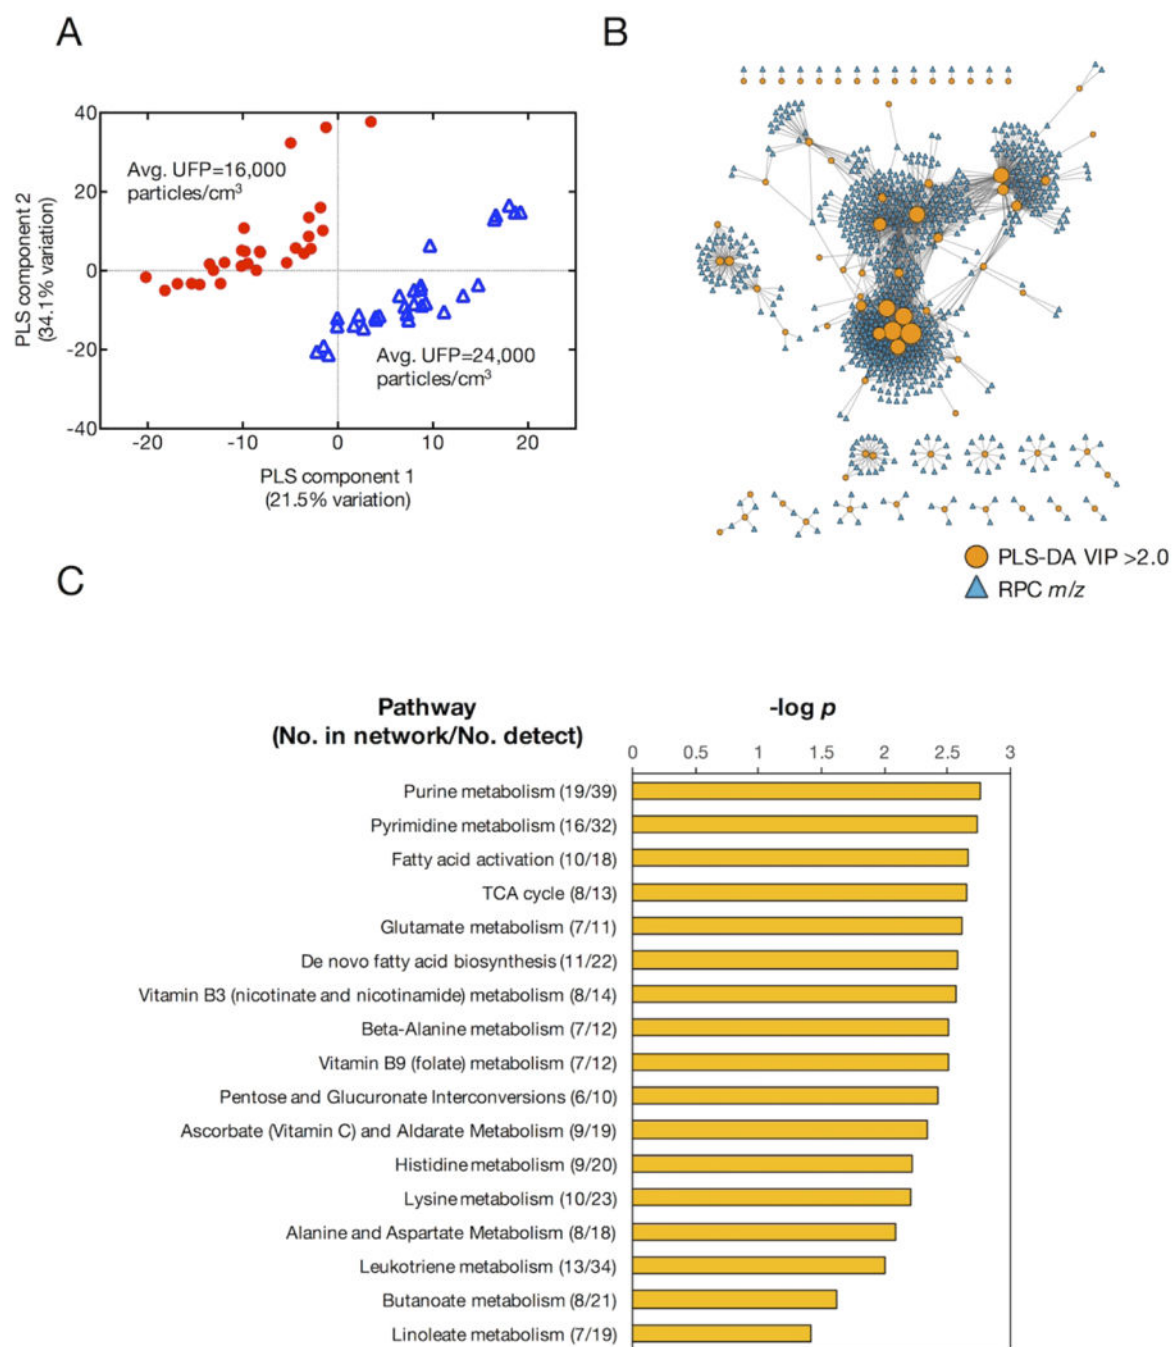 A
B
40
20
0
-20
-40
Avg. UFP=16,000
particles/cm³
Avg. UFP=24,000
particles/cm³
PLS component 2
(34.1% variation)
-20
-10
0
10
20
PLS component 1
(21.5% variation)
PLS-DA VIP >2.0
RPC m/z
C
Pathway
(No. in network/No. detect)
-log p
0
0.5
1
1.5
2
2.5
3
Purine metabolism (19/39)
Pyrimidine metabolism (16/32)
Fatty acid activation (10/18)
TCA cycle (8/13)
Glutamate metabolism (7/11)
De novo fatty acid biosynthesis (11/22)
Vitamin B3 (nicotinate and nicotinamide) metabolism (8/14)
Beta-Alanine metabolism (7/12)
Vitamin B9 (folate) metabolism (7/12)
Pentose and Glucuronate Interconversions (6/10)
Ascorbate (Vitamin C) and Aldarate Metabolism (9/19)
Histidine metabolism (9/20)
Lysine metabolism (10/23)
Alanine and Aspartate Metabolism (8/18)
Leukotriene metabolism (13/34)
Butanoate metabolism (8/21)
Linoleate metabolism (7/19)